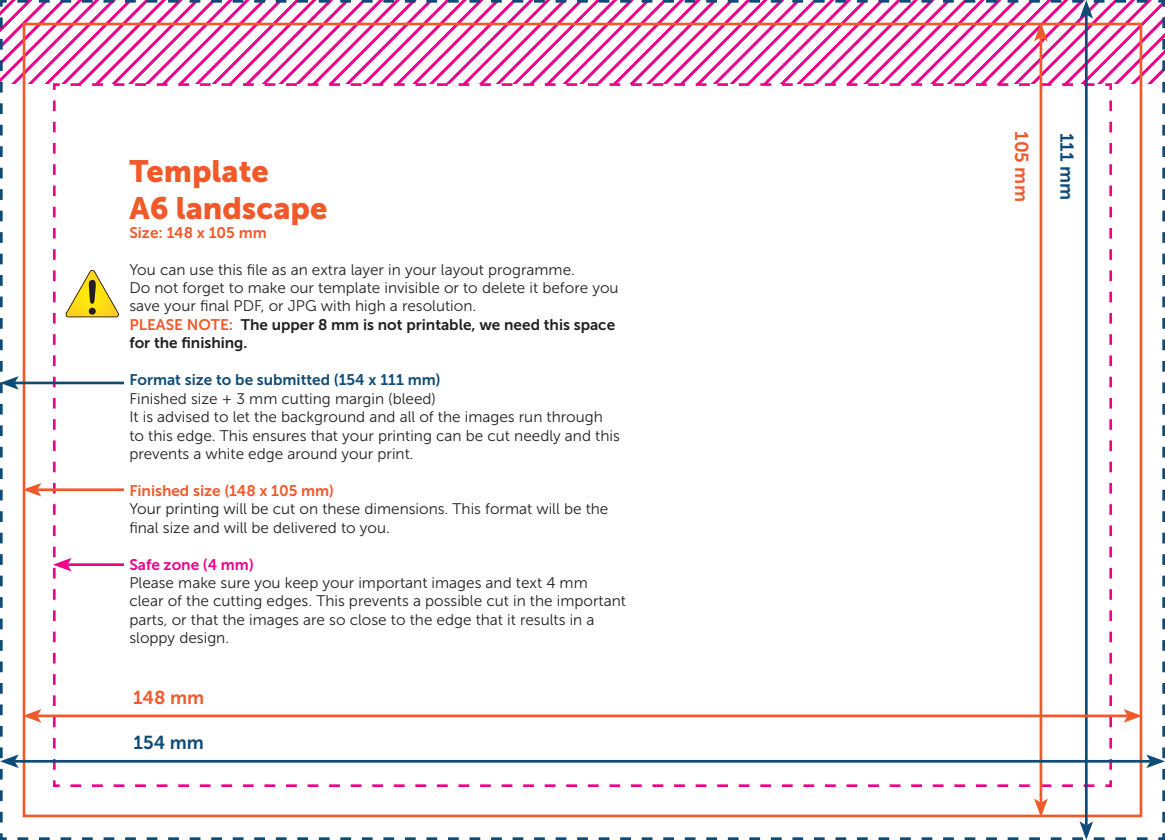 Template
A6 landscape
Size: 148 x 105 mm
105 mm
111 mm
You can use this file as an extra layer in your layout programme.
Do not forget to make our template invisible or to delete it before you
save your final PDF, or JPG with high a resolution.
PLEASE NOTE: The upper 8 mm is not printable, we need this space
for the finishing.
Format size to be submitted (154 x 111 mm)
Finished size + 3 mm cutting margin (bleed)
It is advised to let the background and all of the images run through
to this edge. This ensures that your printing can be cut needly and this
prevents a white edge around your print.
Finished size (148 x 105 mm)
Your printing will be cut on these dimensions. This format will be the
final size and will be delivered to you.
Safe zone (4 mm)
Please make sure you keep your important images and text 4 mm
clear of the cutting edges. This prevents a possible cut in the important
parts, or that the images are so close to the edge that it results in a
sloppy design.
148 mm
154 mm